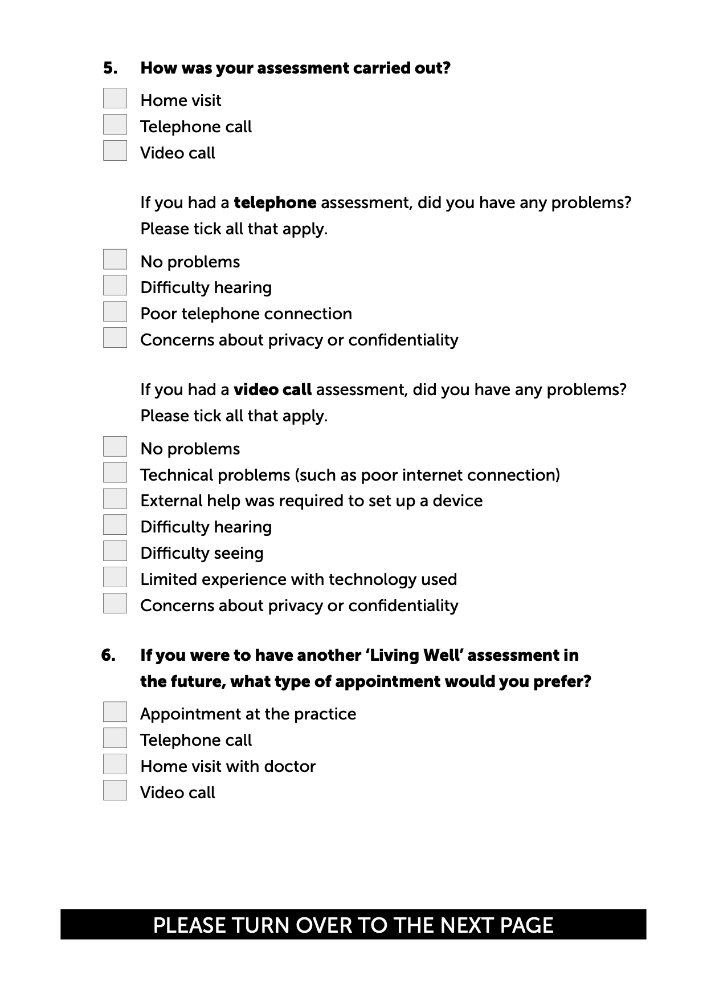 5. How was your assessment carried out?
Home visit
Telephone call
Video call
If you had a telephone assessment, did you have any problems?
Please tick all that apply.
No problems
Difficulty hearing
Poor telephone connection
Concerns about privacy or confidentiality
If you had a video call assessment, did you have any problems?
Please tick all that apply.
No problems
Technical problems (such as poor internet connection)
External help was required to set up a device
Difficulty hearing
Difficulty seeing
Limited experience with technology used
Concerns about privacy or confidentiality
6. If you were to have another ‘Living Well’ assessment in
the future, what type of appointment would you prefer?
Appointment at the practice
Telephone call
Home visit with doctor
Video call
PLEASE TURN OVER TO THE NEXT PAGE